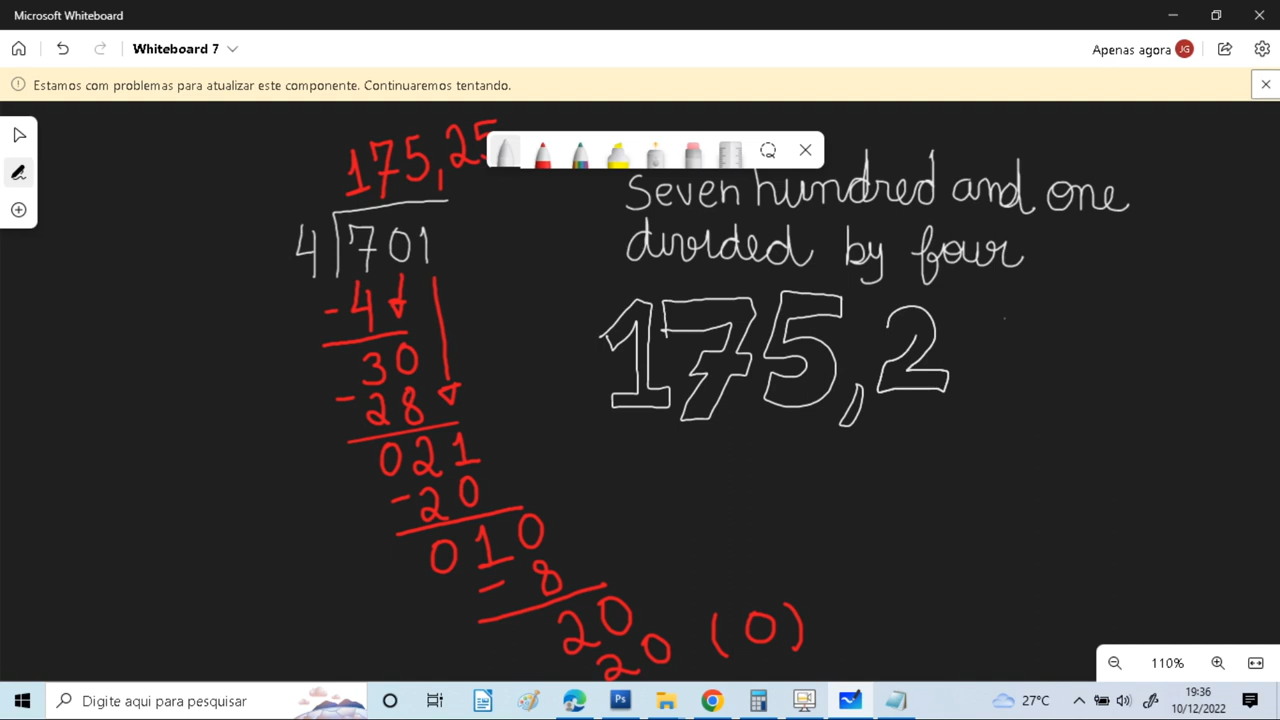 Microsoft Whiteboard
Whiteboard 7
Apenas agora JG
Estamos com problemas para atualizar este componente. Continuaremos tentando.
175,25
4 701
-4
30
-28
021
-20
010
-8
20
20 (0)
Seven hundred and one
divided by four
175,2
110%
Digite aqui para pesquisar
Ps
27°C
19:36
10/12/2022